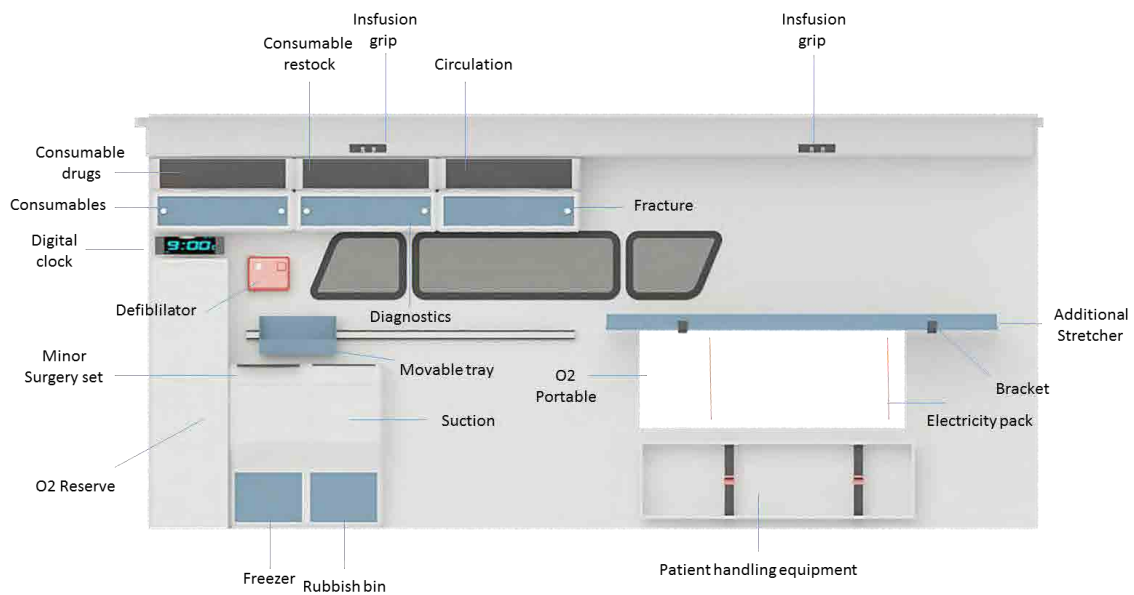 Insfusion
grip
Insfusion
grip
Consumable
restock
Circulation
Consumable
drugs
Consumables
Fracture
Digital
clock
9:00
Defiblilator
Diagnostics
Additional
Stretcher
Minor
Surgery set
Movable tray
O2
Portable
Bracket
Suction
Electricity pack
O2 Reserve
Patient handling equipment
Freezer
Rubbish bin